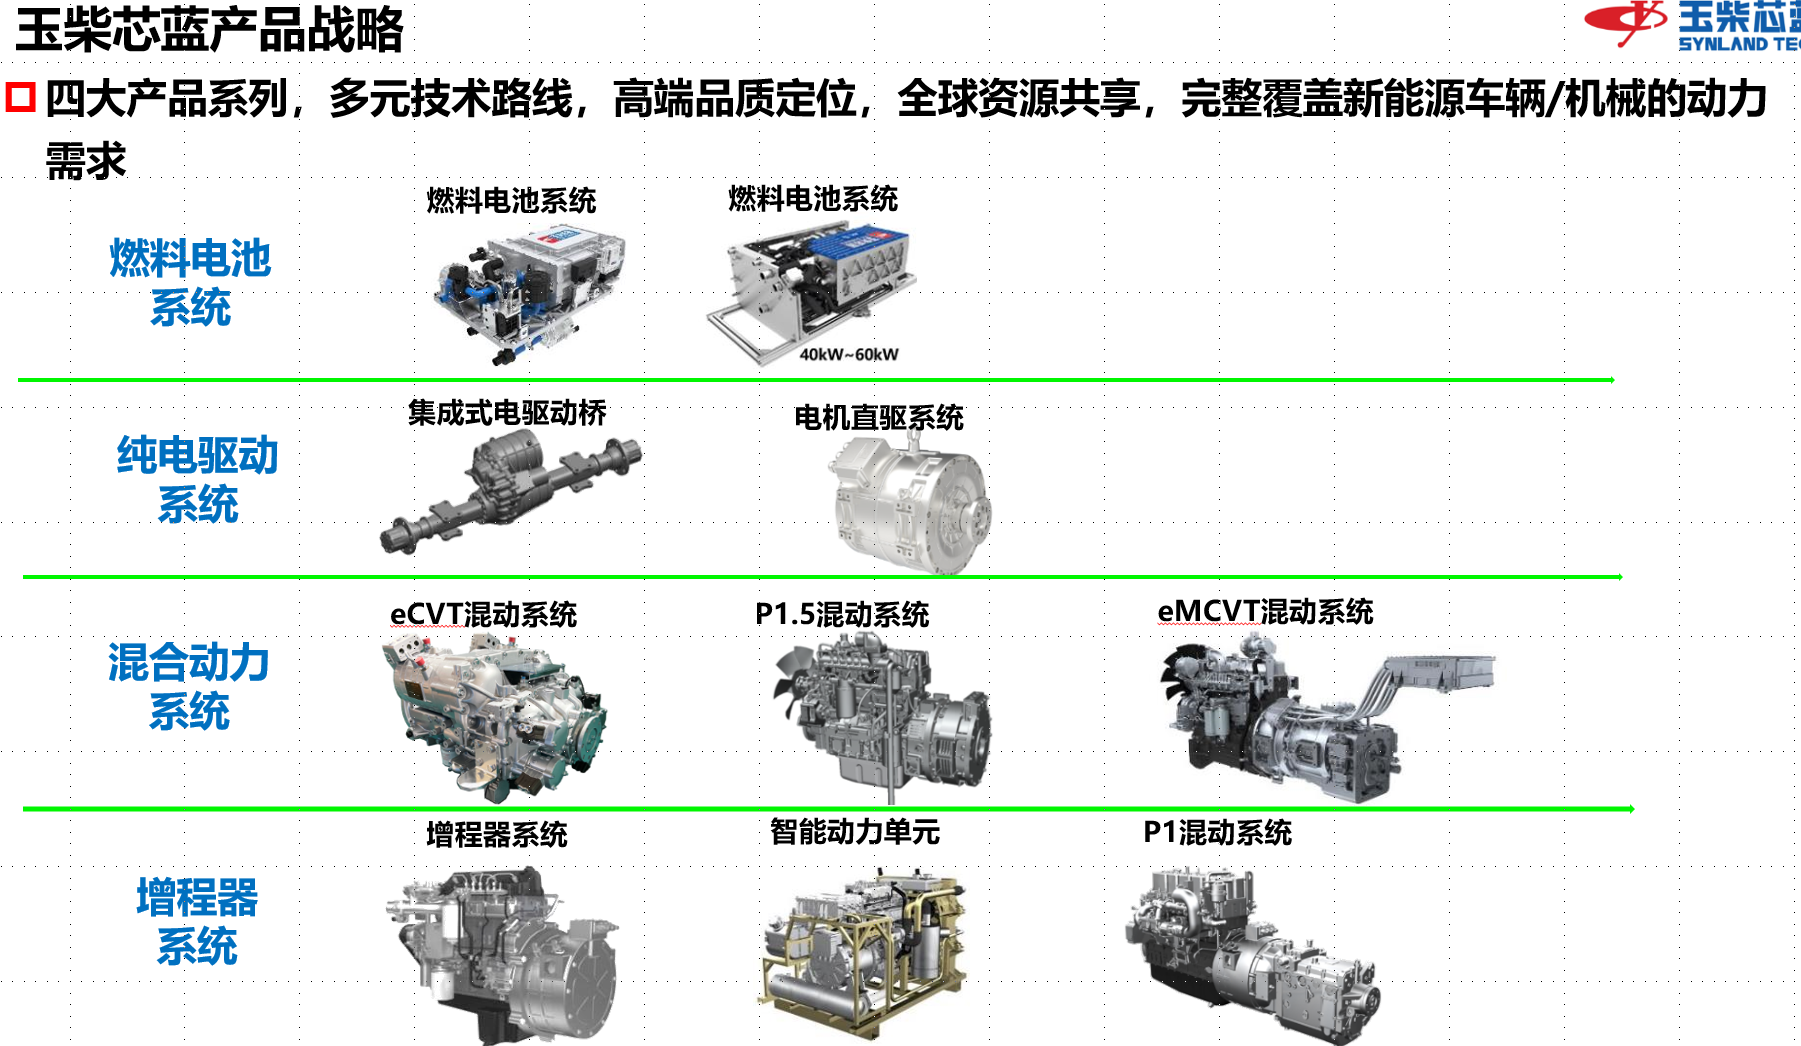 玉柴芯蓝产品战略
玉柴芯蓝
SYNLAND TEC
四大产品系列，多元技术路线，高端品质定位，全球资源共享，完整覆盖新能源车辆/机械的动力
需求
燃料电池
系统
燃料电池系统
燃料电池系统
40kW~60kW
纯电驱动
系统
集成式电驱动桥
电机直驱系统
混合动力
系统
eCVT混动系统
P1.5混动系统
eMCVT混动系统
增程器
系统
增程器系统
智能动力单元
P1混动系统